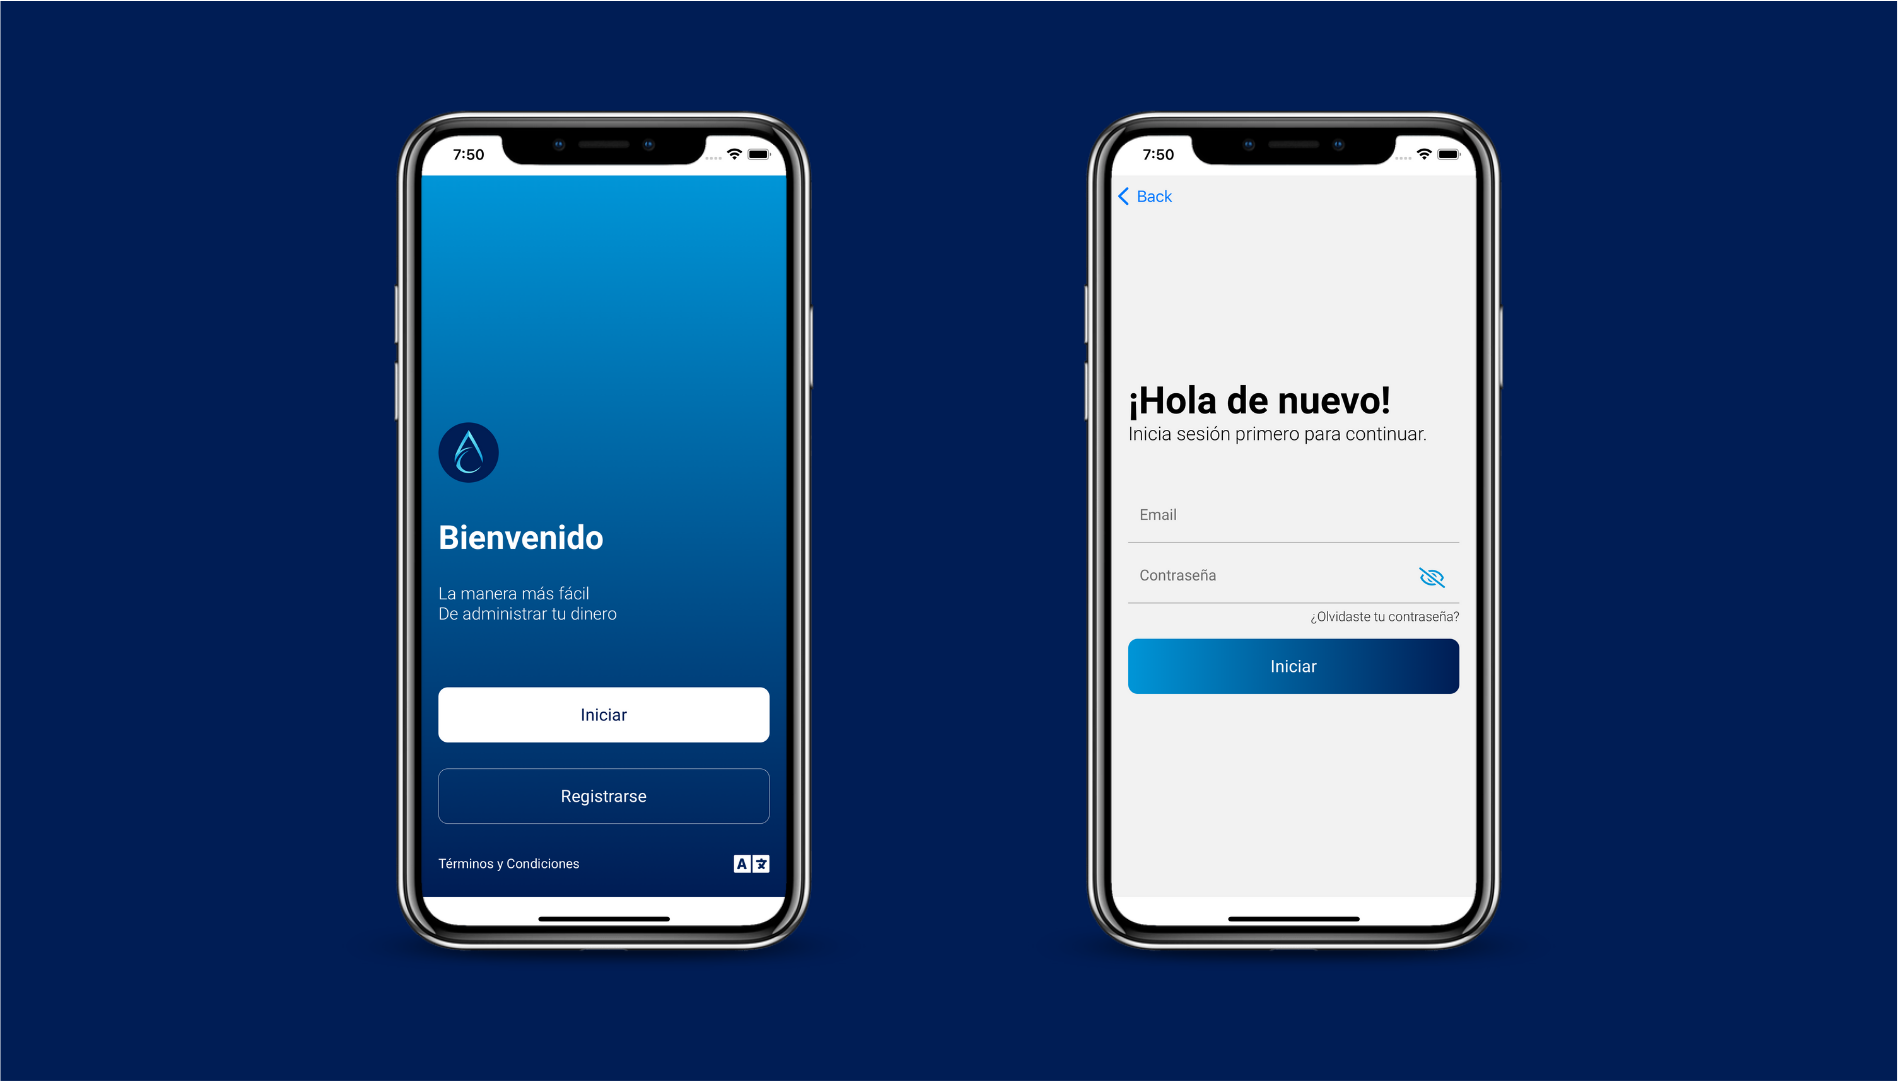 7:50
Bienvenido
La manera más fácil
De administrar tu dinero
Iniciar
Registrarse
Términos y Condiciones
A文
7:50
Back
¡Hola de nuevo!
Inicia sesión primero para continuar.
Email
Contraseña
¿Olvidaste tu contraseña?
Iniciar